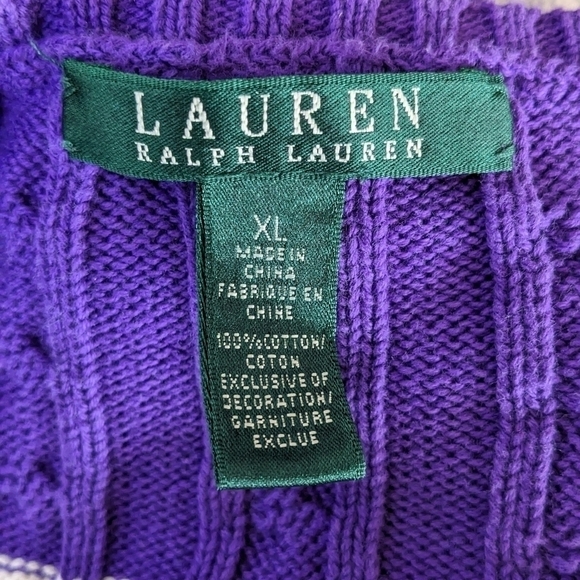 LAUREN
RALPH LAUREN
XL
MADE IN
CHINA
FABRIQUE EN
CHINE
100%COTTON/
COTON
EXCLUSIVE OF
DECORATION/
GARNITURE
EXCLUE